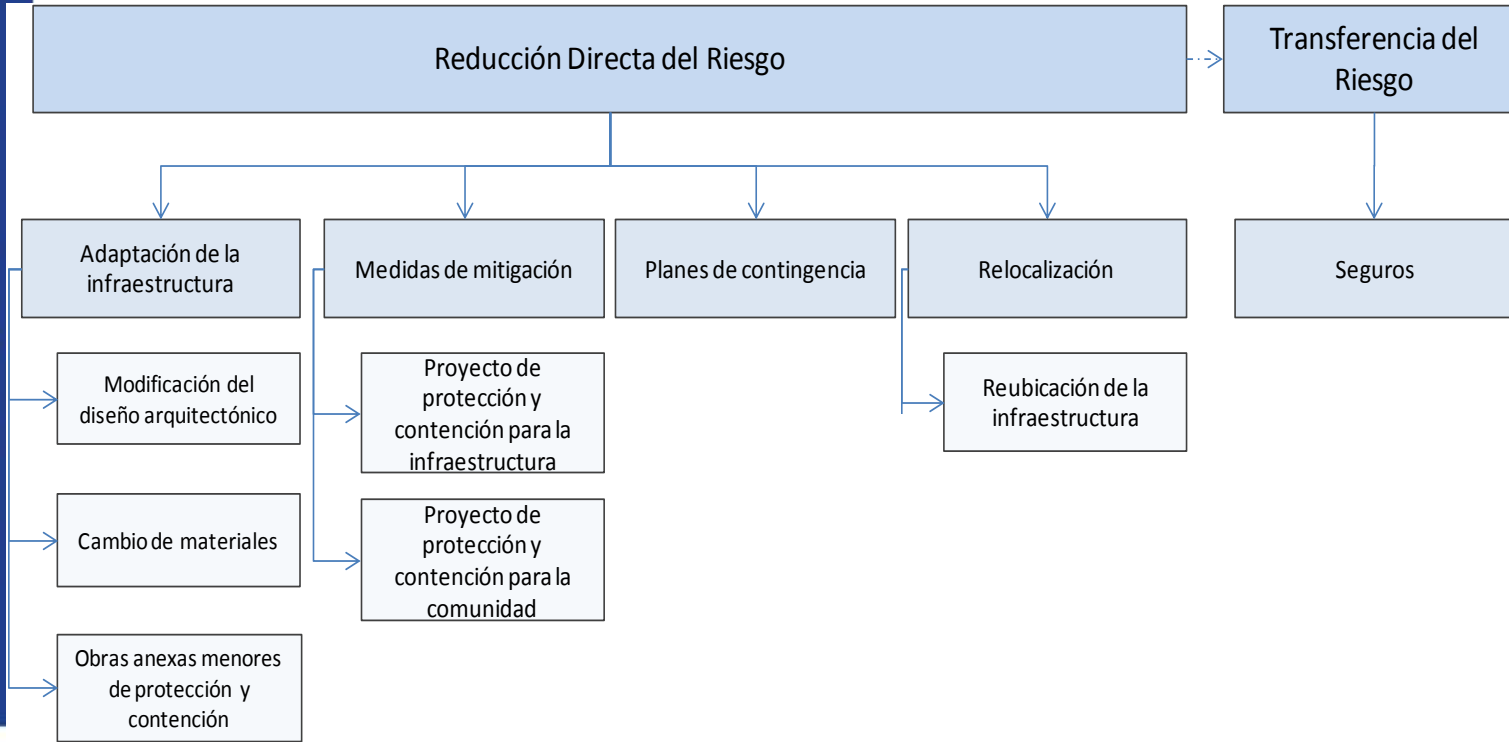 Reducción Directa del Riesgo
Transferencia del
Riesgo
Adaptación de la
infraestructura
Medidas de mitigación
Planes de contingencia
Relocalización
Seguros
Modificación del
diseño arquitectónico
Proyecto de
protección y
contención para la
infraestructura
Reubicación de la
infraestructura
Cambio de materiales
Proyecto de
protección y
contención para la
comunidad
Obras anexas menores
de protección y
contención